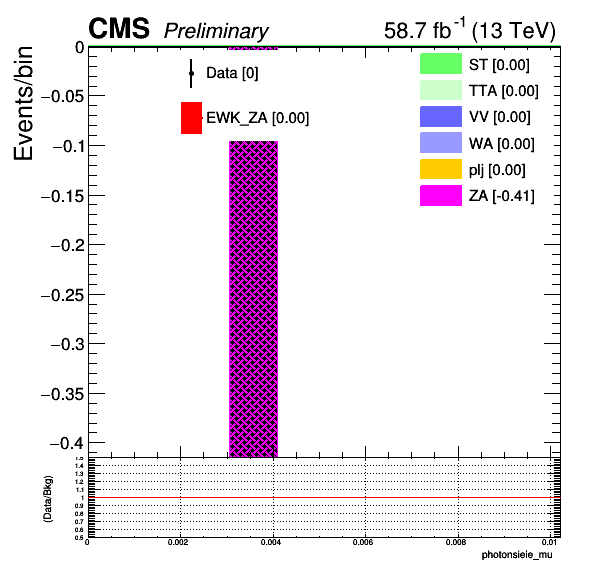 CMS Preliminary 58.7 fb⁻¹ (13 TeV)
Events/bin
0
−0.05
−0.1
−0.15
−0.2
−0.25
−0.3
−0.35
−0.4
Data [0]
EWK_ZA [0.00]
ST [0.00]
TTA [0.00]
VV [0.00]
WA [0.00]
plj [0.00]
ZA [-0.41]
(Data/Bkg)
1.5
1.4
1.3
1.2
1.1
1
0.9
0.8
0.7
0.6
0.5
0 0.002 0.004 0.006 0.008 0.01
photonsieie_mu